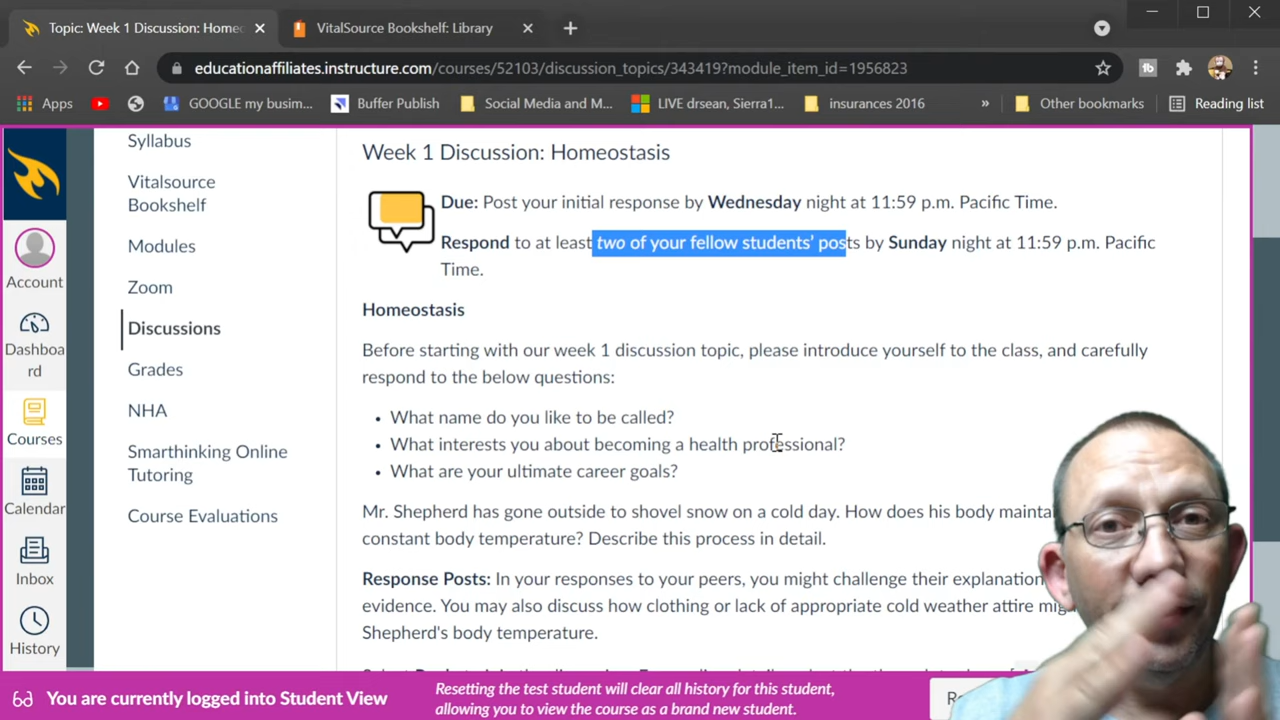 Topic: Week 1 Discussion: Home
VitalSource Bookshelf: Library
educationaffiliates.instructure.com/courses/52103/discussion_topics/343419?module_item_id=1956823
Apps
GOOGLE my busim...
Buffer Publish
Social Media and M...
LIVE drsean, Sierra1...
insurances 2016
»
Other bookmarks
Reading list
Account
Dashboa
rd
Courses
Calendar
Inbox
History
Syllabus
Vitalsource
Bookshelf
Modules
Zoom
Discussions
Grades
NHA
Smarthinking Online
Tutoring
Course Evaluations
Week 1 Discussion: Homeostasis
Due: Post your initial response by Wednesday night at 11:59 p.m. Pacific Time.
Respond to at least two of your fellow students' posts by Sunday night at 11:59 p.m. Pacific
Time.
Homeostasis
Before starting with our week 1 discussion topic, please introduce yourself to the class, and carefully
respond to the below questions:
• What name do you like to be called?
• What interests you about becoming a health professional?
• What are your ultimate career goals?
Mr. Shepherd has gone outside to shovel snow on a cold day. How does his body
constant body temperature? Describe this process in detail.
Response Posts: In your responses to your peers, you might challenge their
evidence. You may also discuss how clothing or lack of appropriate cold weather attire
Shepherd's body temperature.
You are currently logged into Student View
Resetting the test student will clear all history for this student,
allowing you to view the course as a brand new student.